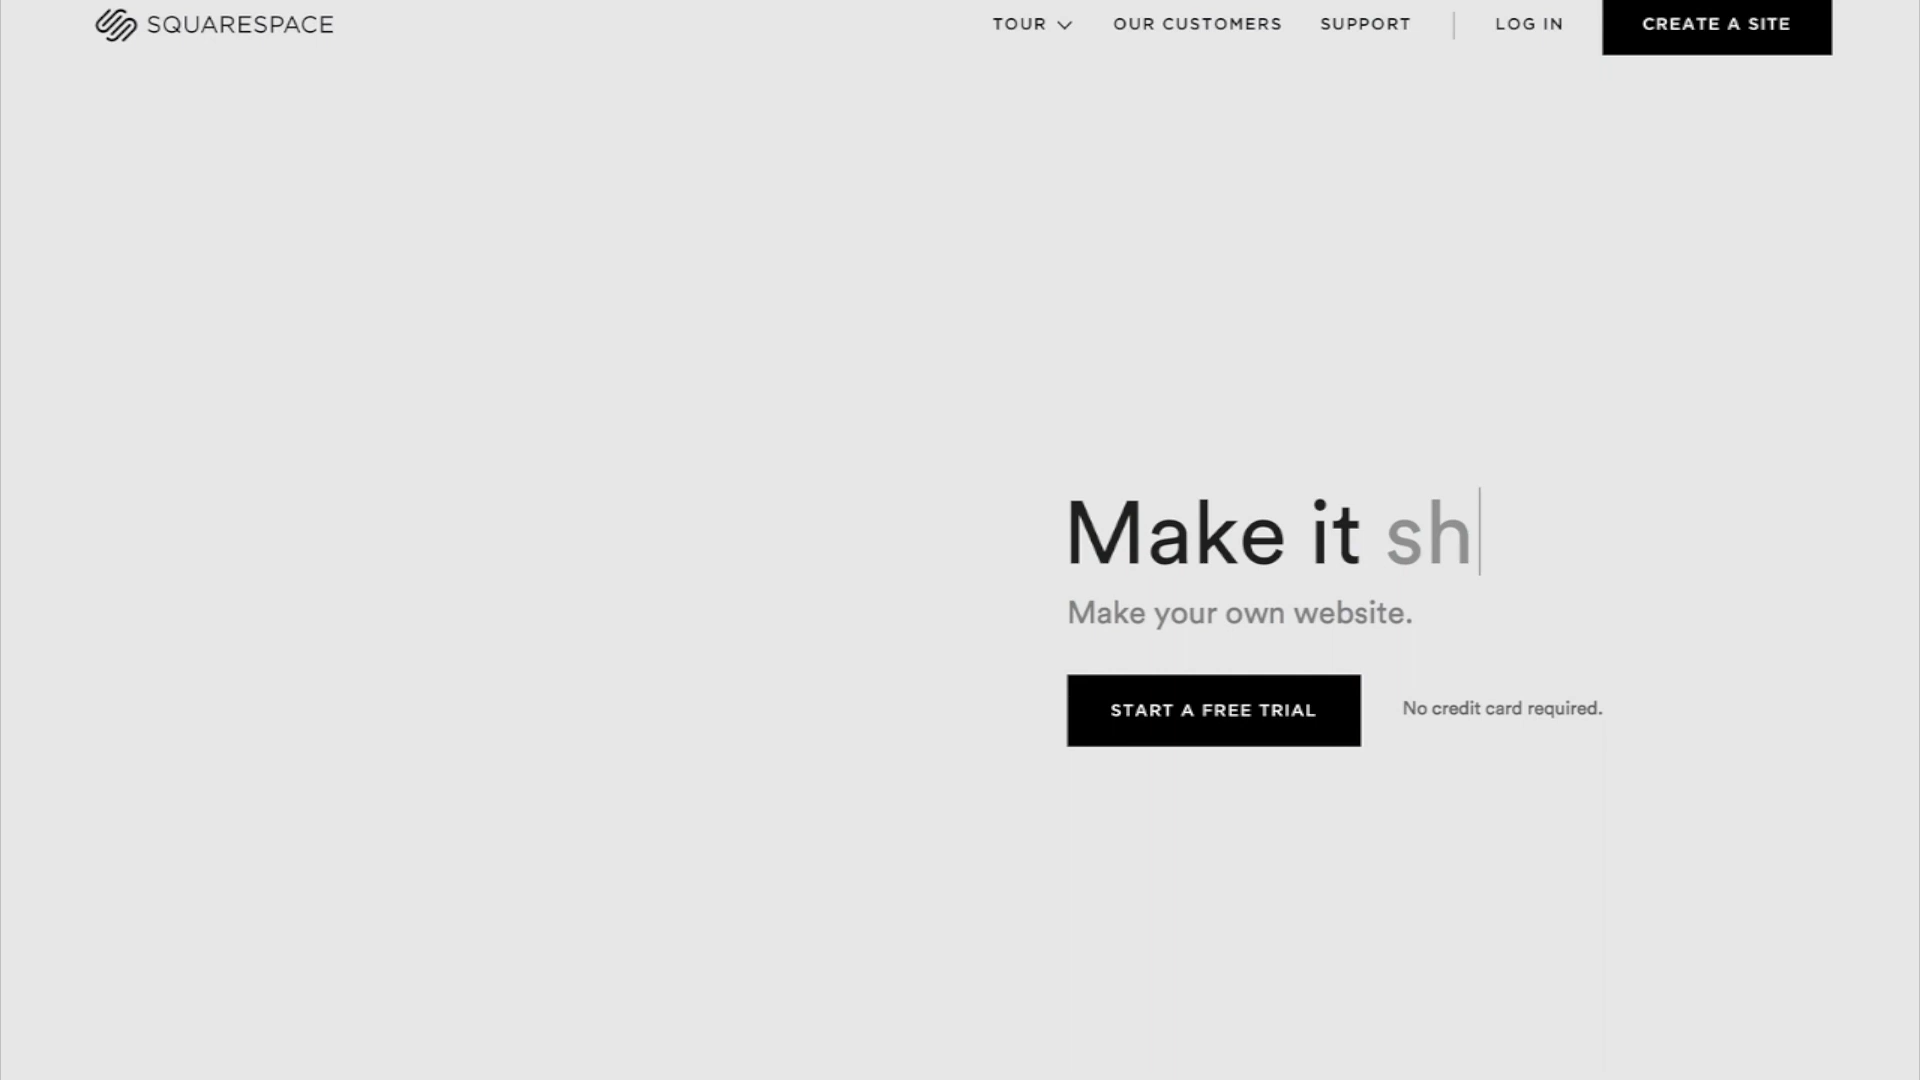 SQUARESPACE
TOUR
OUR CUSTOMERS
SUPPORT
LOG IN
CREATE A SITE
Make it sh
Make your own website.
START A FREE TRIAL
No credit card required.